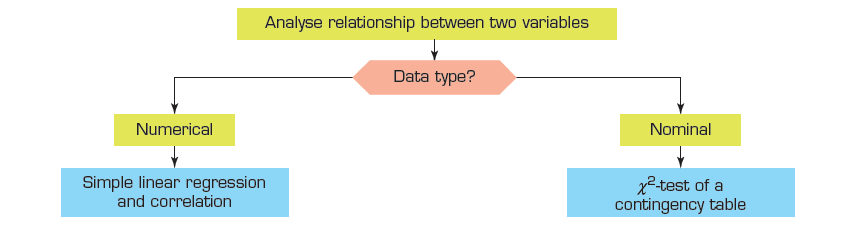 Analyse relationship between two variables
Data type?
Numerical
Nominal
Simple linear regression
and correlation
χ²-test of a
contingency table